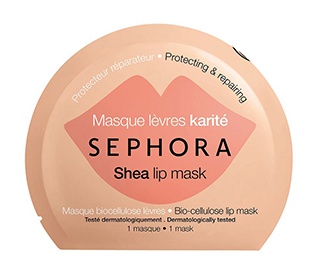 Protecteur réparateur • Protecting & repairing
Masque lèvres karité
SEPHORA
Shea lip mask
Masque biocellulose lèvres • Bio-cellulose lip mask
Testé dermatologiquement • Dermatologically tested
1 masque • 1 mask